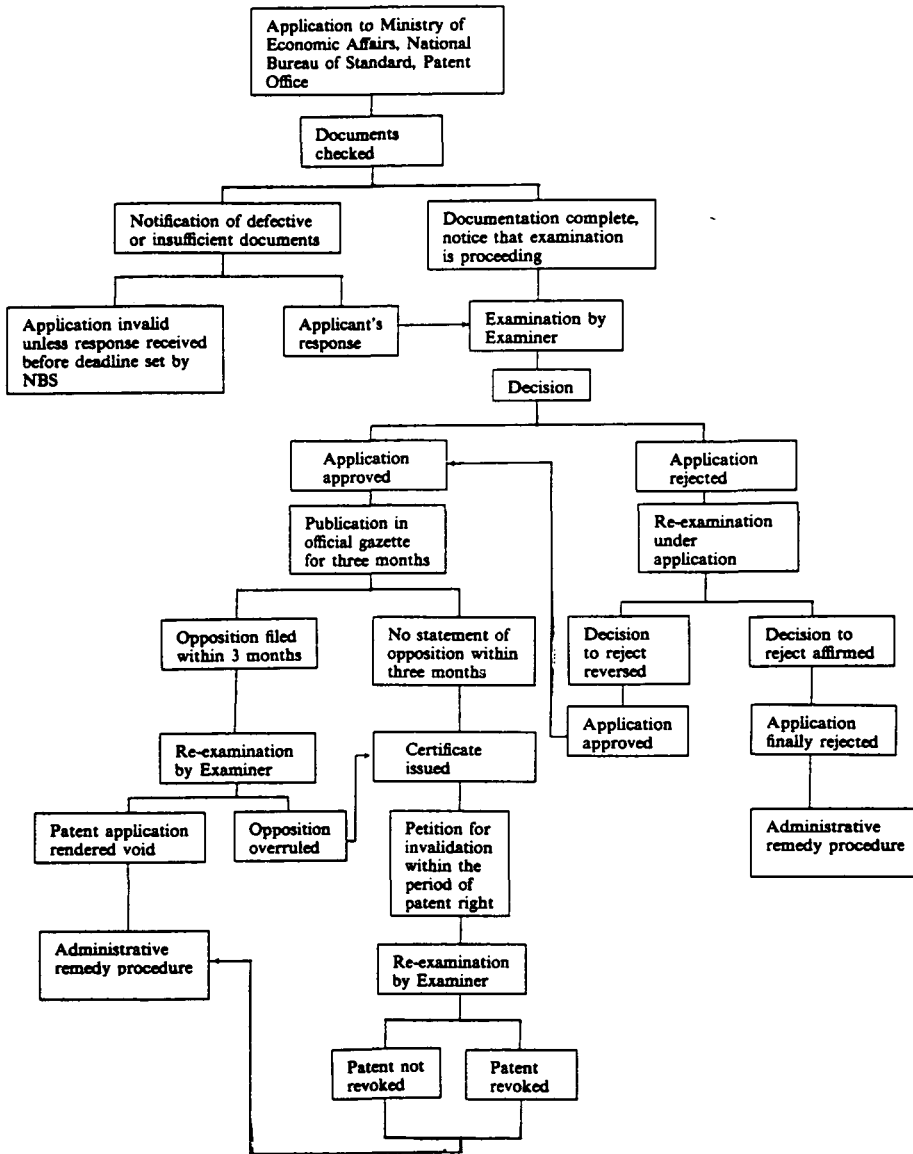 Application to Ministry of
Economic Affairs, National
Bureau of Standard, Patent
Office
Documents
checked
Notification of defective
or insufficient documents
Documentation complete,
notice that examination
is proceeding
Application invalid
unless response received
before deadline set by
NBS
Applicant's
response
Examination by
Examiner
Decision
Application
approved
Application
rejected
Publication in
official gazette
for three months
Re-examination
under
application
Opposition filed
within 3 months
No statement of
opposition within
three months
Decision
to reject
reversed
Decision to
reject affirmed
Re-examination
by Examiner
Certificate
issued
Application
approved
Application
finally rejected
Patent application
rendered void
Opposition
overruled
Petition for
invalidation
within the
period of
patent right
Administrative
remedy procedure
Administrative
remedy procedure
Re-examination
by Examiner
Patent not
revoked
Patent
revoked